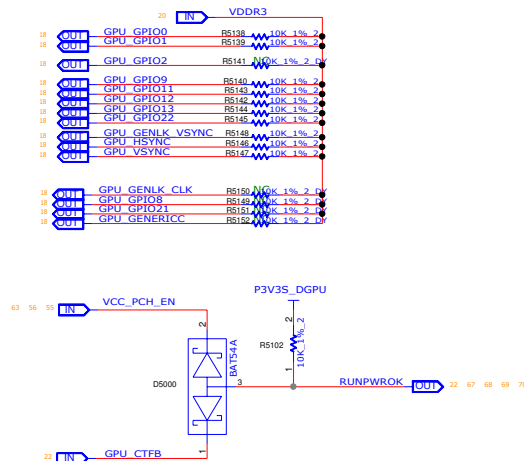 20 IN VDDR3
18 OUT GPU_GPIO0 R5138 10K_1%_2
18 OUT GPU_GPIO1 R5139 10K_1%_2
18 OUT GPU_GPIO2 R5141 NC 10K_1%_2_DY
18 OUT GPU_GPIO9 R5140 10K_1%_2
18 OUT GPU_GPIO11 R5143 10K_1%_2
18 OUT GPU_GPIO12 R5142 10K_1%_2
18 OUT GPU_GPIO13 R5144 10K_1%_2
18 OUT GPU_GPIO22 R5145 10K_1%_2
18 OUT GPU_GENLK_VSYNC R5148 10K_1%_2
18 OUT GPU_HSYNC R5146 10K_1%_2
18 OUT GPU_VSYNC R5147 10K_1%_2
18 OUT GPU_GENLK_CLK R5150 NC 10K_1%_2_DY
18 OUT GPU_GPIO8 R5149 NC 10K_1%_2_DY
18 OUT GPU_GPIO21 R5151 NC 10K_1%_2_DY
18 OUT GPU_GENERICC R5152 NC 10K_1%_2_DY
P3V3S_DGPU
63 56 55 IN VCC_PCH_EN
2
2
R5102
10K_1%_2
1
BAT54A
D5000
3
RUNPWROK OUT 22 67 68 69 70
1
22 IN GPU_CTFB